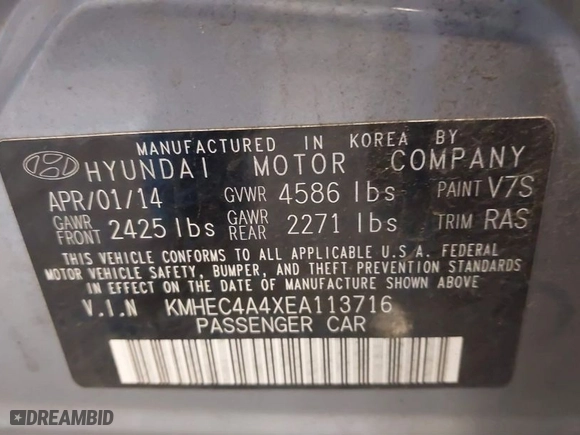 MANUFACTURED IN KOREA BY
HYUNDAI MOTOR COMPANY
APR/01/14 GVWR 4586 lbs PAINT V7S
GAWR FRONT 2425 lbs GAWR REAR 2271 lbs TRIM RAS
THIS VEHICLE CONFORMS TO ALL APPLICABLE U.S.A. FEDERAL
MOTOR VEHICLE SAFETY, BUMPER, AND THEFT PREVENTION STANDARDS
IN EFFECT ON THE DATE OF MANUFACTURE SHOWN ABOVE
V.I.N KMHEC4A4XEA113716
PASSENGER CAR
DREAMBID